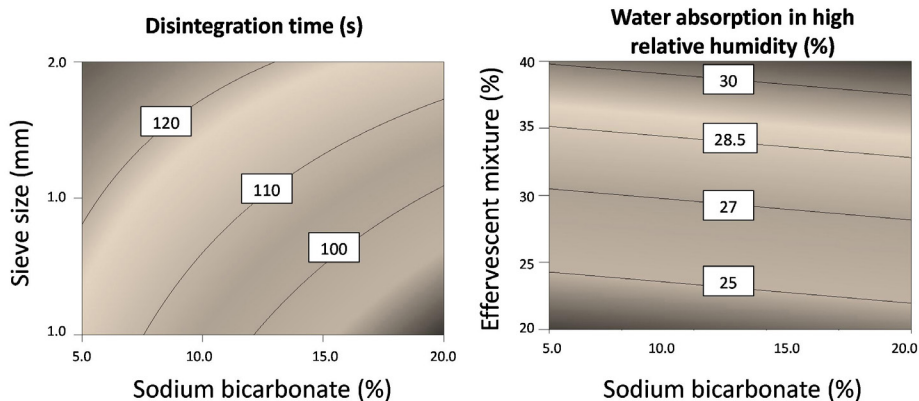 Disintegration time (s)
2.0
1.0
1.0
Sieve size (mm)
120
110
100
5.0 10.0 15.0 20.0
Sodium bicarbonate (%)
Water absorption in high
relative humidity (%)
40
35
30
25
20
Effervescent mixture (%)
30
28.5
27
25
5.0 10.0 15.0 20.0
Sodium bicarbonate (%)